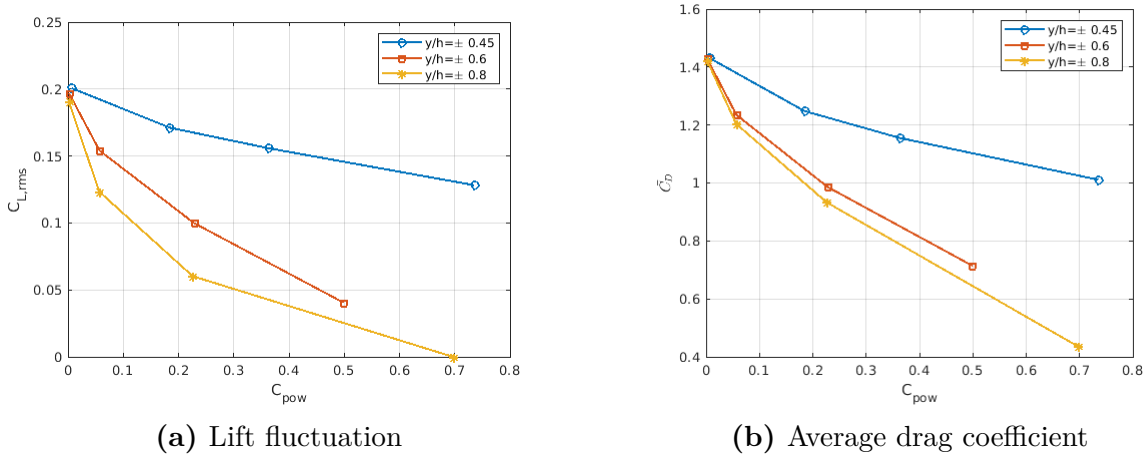 0.25
0.2
0.15
0.1
0.05
0
C_L,rms
0 0.1 0.2 0.3 0.4 0.5 0.6 0.7 0.8
C_pow
y/h=± 0.45
y/h=± 0.6
y/h=± 0.8
(a) Lift fluctuation
1.6
1.4
1.2
1
0.8
0.6
0.4
C̄_D
0 0.1 0.2 0.3 0.4 0.5 0.6 0.7 0.8
C_pow
y/h=± 0.45
y/h=± 0.6
y/h=± 0.8
(b) Average drag coefficient